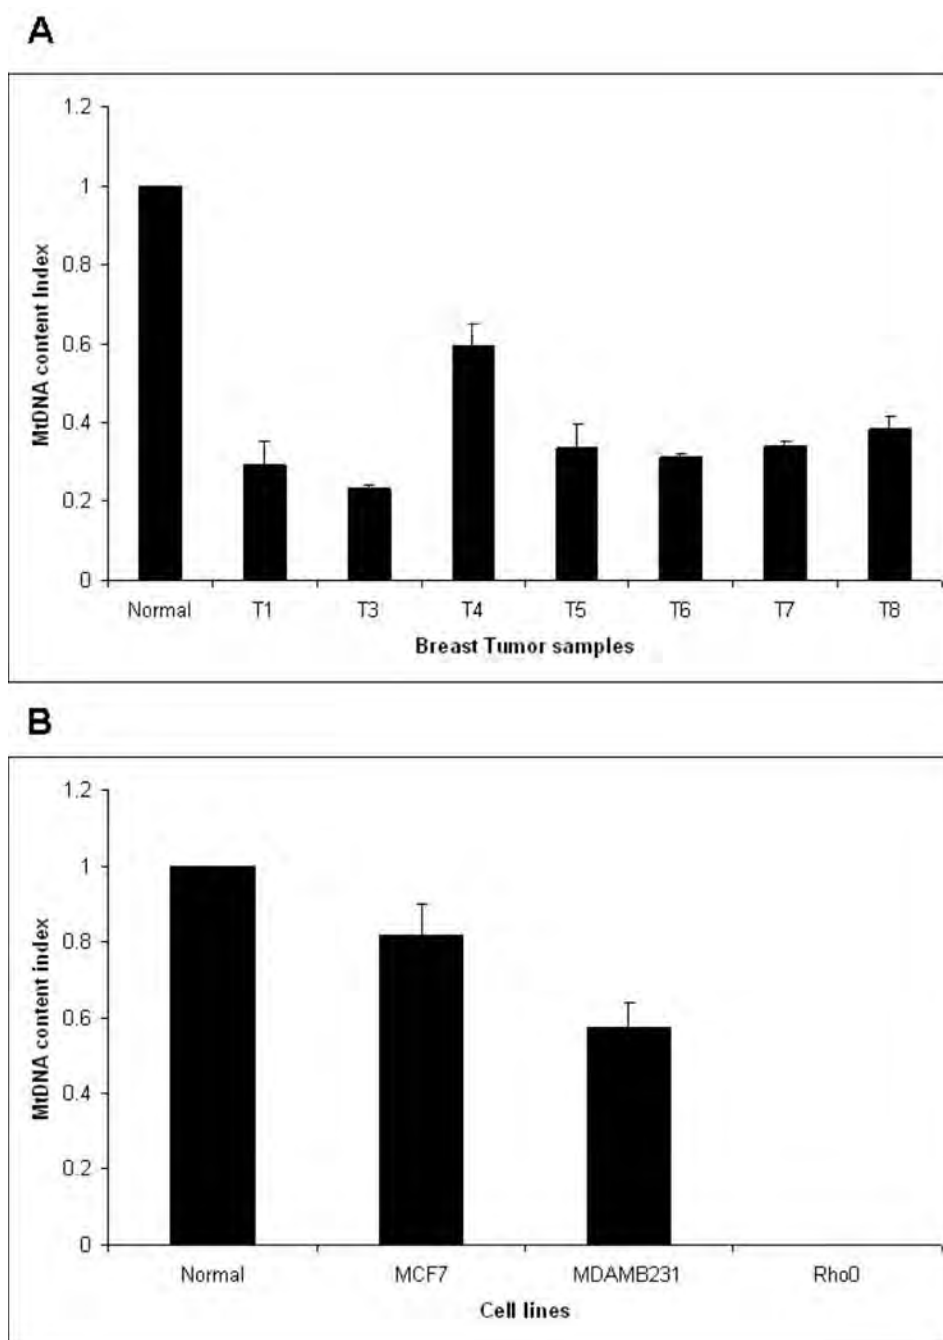 A
1.2
1
0.8
0.6
0.4
0.2
0
MtDNA content Index
Normal T1 T3 T4 T5 T6 T7 T8
Breast Tumor samples
B
1.2
1
0.8
0.6
0.4
0.2
0
MtDNA content index
Normal MCF7 MDAMB231 Rho0
Cell lines